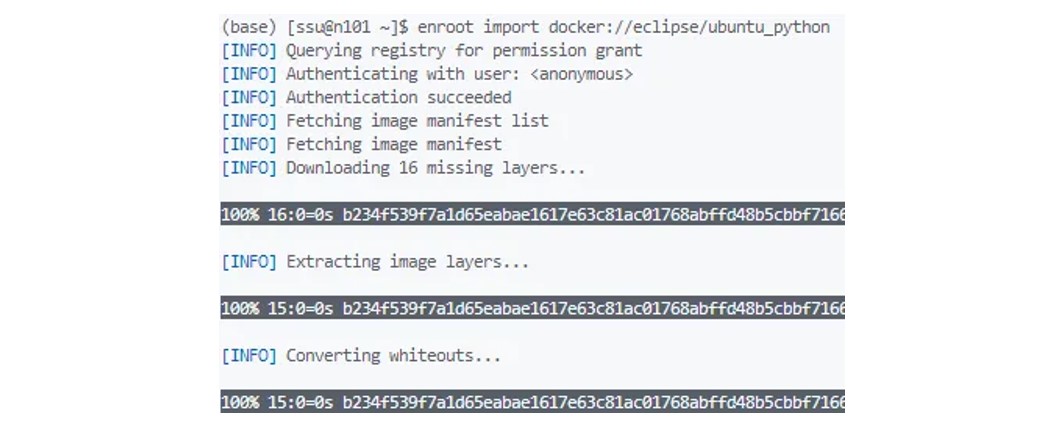 (base) [ssu@n101 ~]$ enroot import docker://eclipse/ubuntu_python
[INFO] Querying registry for permission grant
[INFO] Authenticating with user: <anonymous>
[INFO] Authentication succeeded
[INFO] Fetching image manifest list
[INFO] Fetching image manifest
[INFO] Downloading 16 missing layers...
100% 16:0=0s b234f539f7a1d65eabae1617e63c81ac01768abffd48b5cbbf7166
[INFO] Extracting image layers...
100% 15:0=0s b234f539f7a1d65eabae1617e63c81ac01768abffd48b5cbbf7166
[INFO] Converting whiteouts...
100% 15:0=0s b234f539f7a1d65eabae1617e63c81ac01768abffd48b5cbbf7166